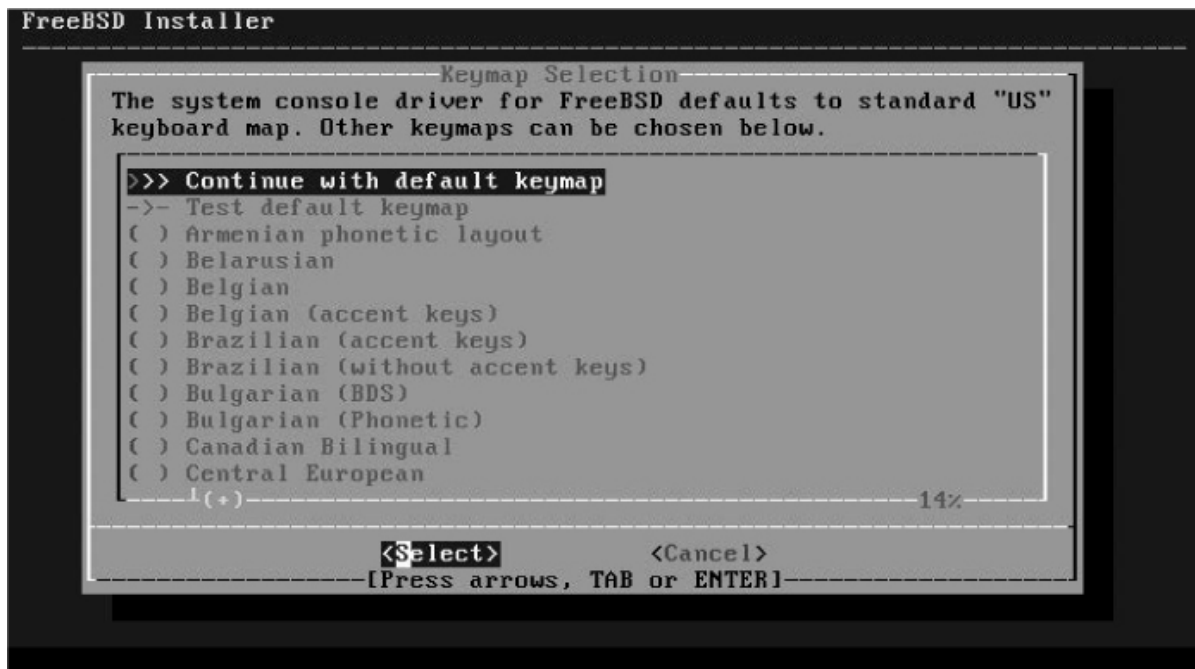 FreeBSD Installer
Keymap Selection
The system console driver for FreeBSD defaults to standard "US"
keyboard map. Other keymaps can be chosen below.
>>> Continue with default keymap
->- Test default keymap
( ) Armenian phonetic layout
( ) Belarusian
( ) Belgian
( ) Belgian (accent keys)
( ) Brazilian (accent keys)
( ) Brazilian (without accent keys)
( ) Bulgarian (BDS)
( ) Bulgarian (Phonetic)
( ) Canadian Bilingual
( ) Central European
(+) 14%
<Select> <Cancel>
[Press arrows, TAB or ENTER]